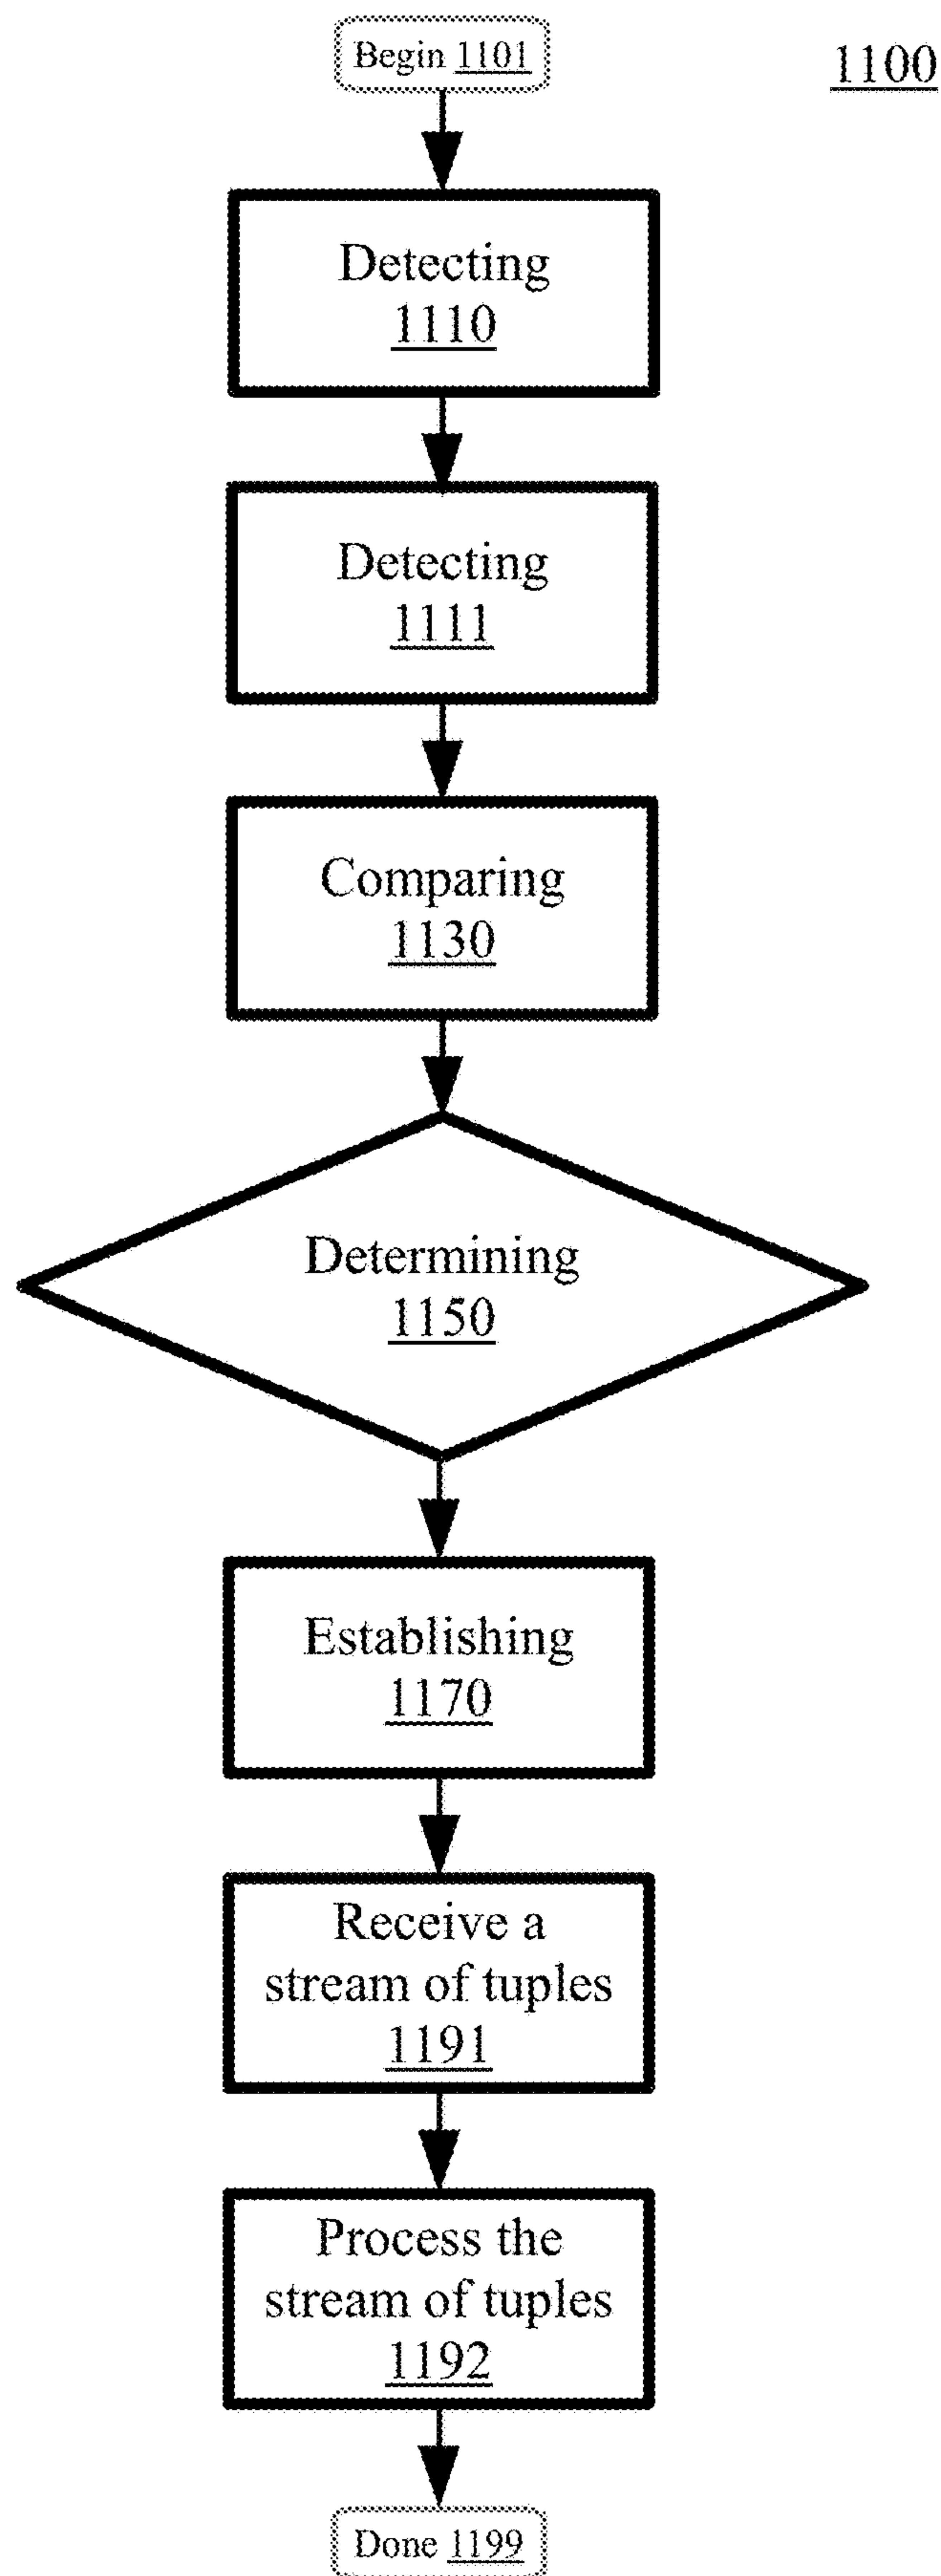 Begin 1101
1100
Detecting
1110
Detecting
1111
Comparing
1130
Determining
1150
Establishing
1170
Receive a
stream of tuples
1191
Process the
stream of tuples
1192
Done 1199